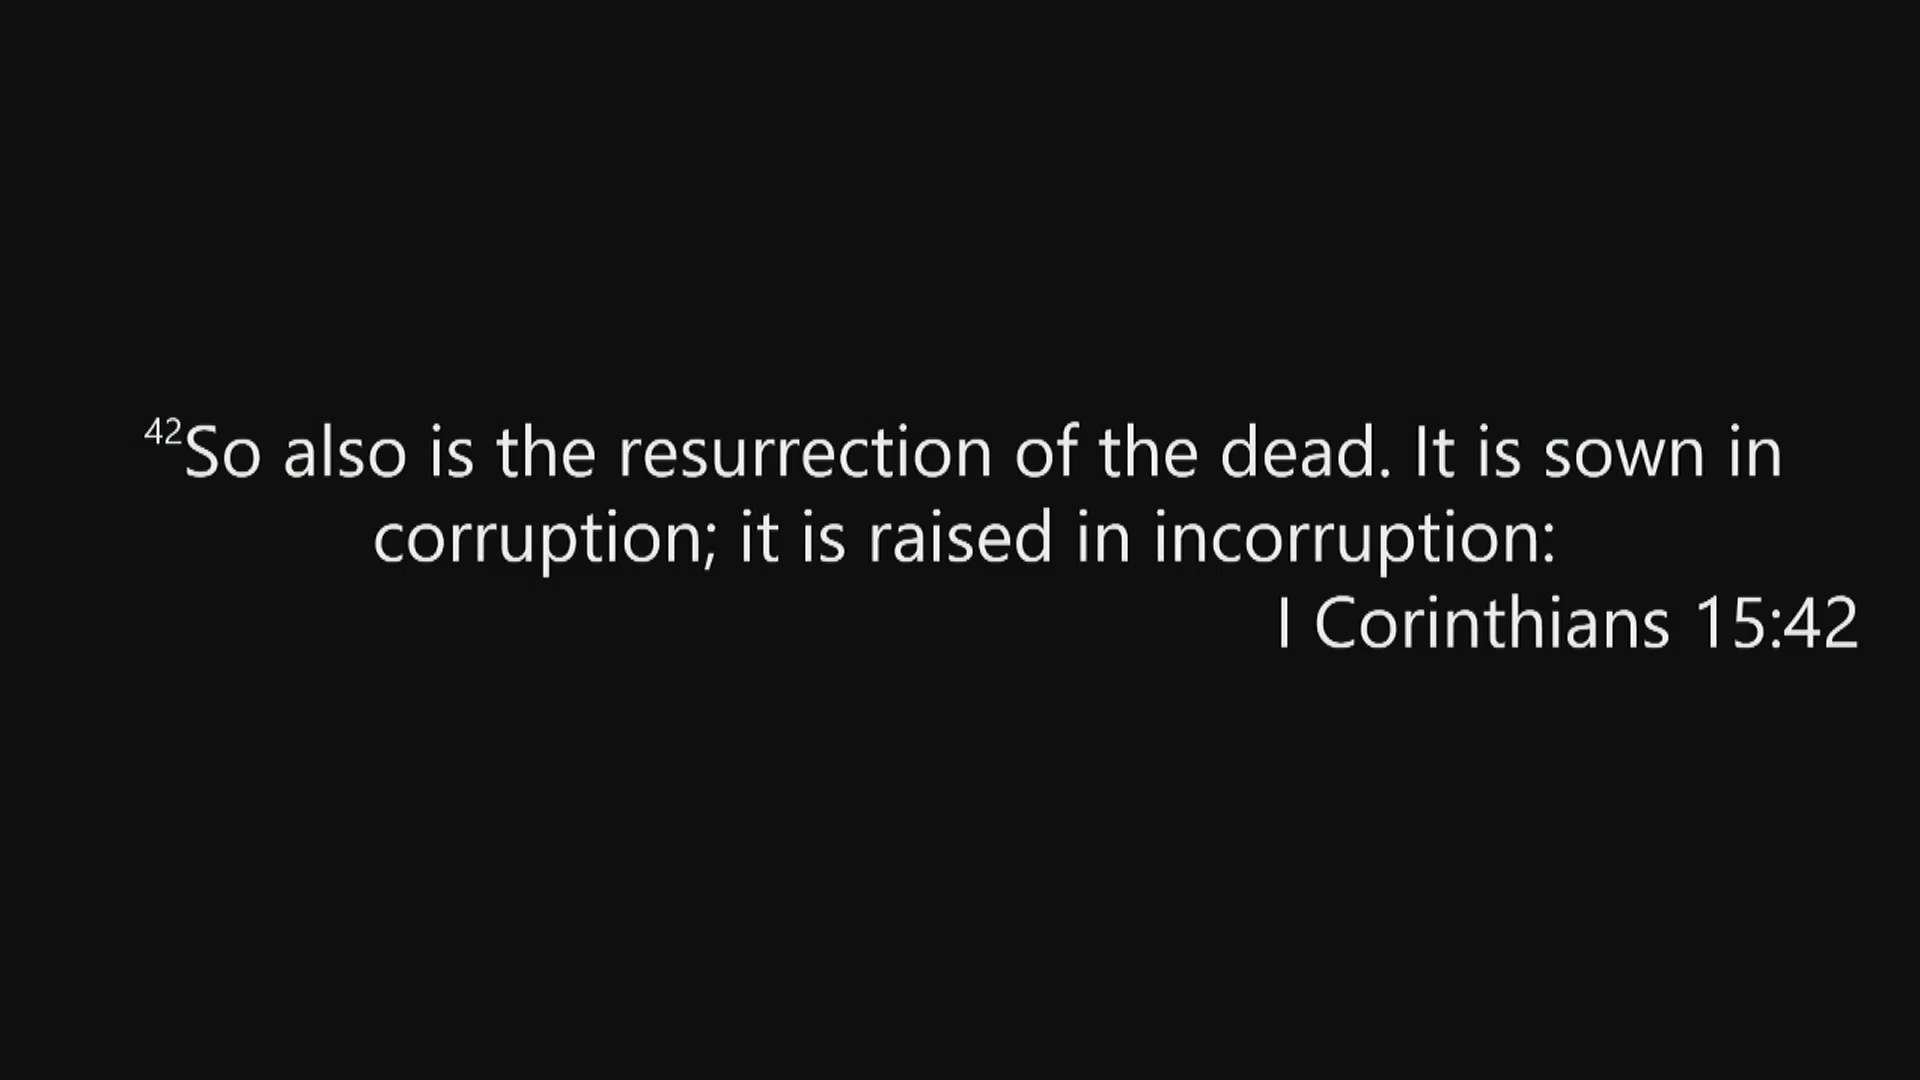 42So also is the resurrection of the dead. It is sown in
corruption; it is raised in incorruption:
I Corinthians 15:42